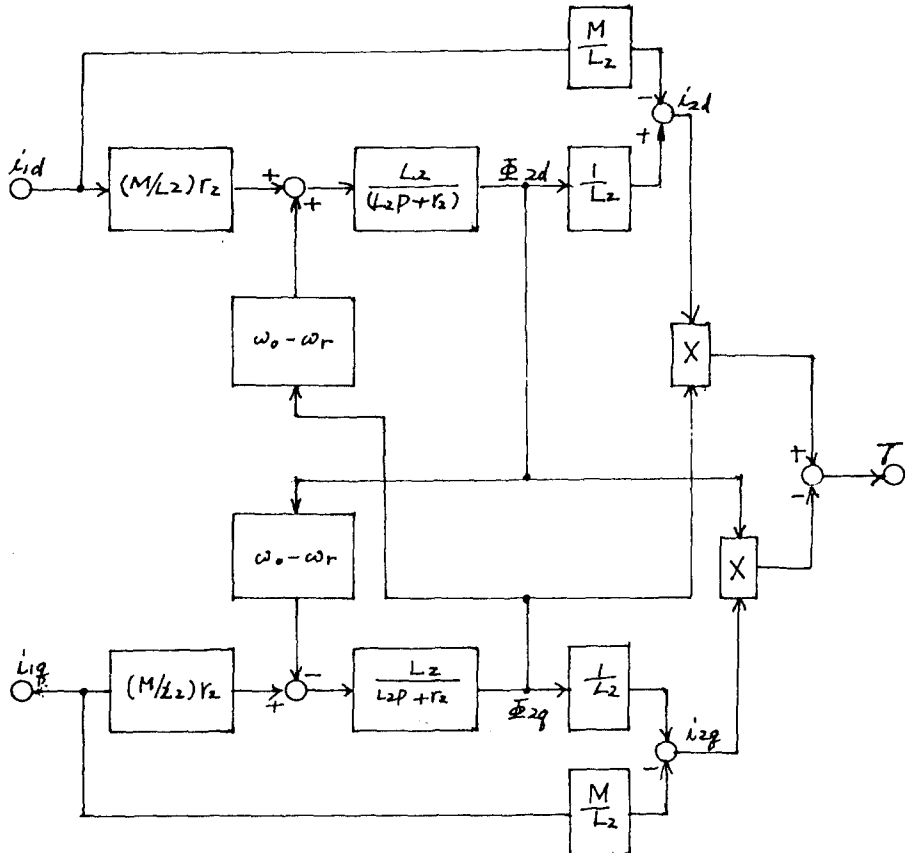 M
L2
i2d
−
+
i1d
(M/L2)r2
+
+
L2
(L2P+r2)
Φ2d
1
L2
ω0-ωr
X
+
−
T
ω0-ωr
X
i1q
(M/L2)r2
+
−
L2
L2P+r2
Φ2q
1
L2
i2q
−
M
L2